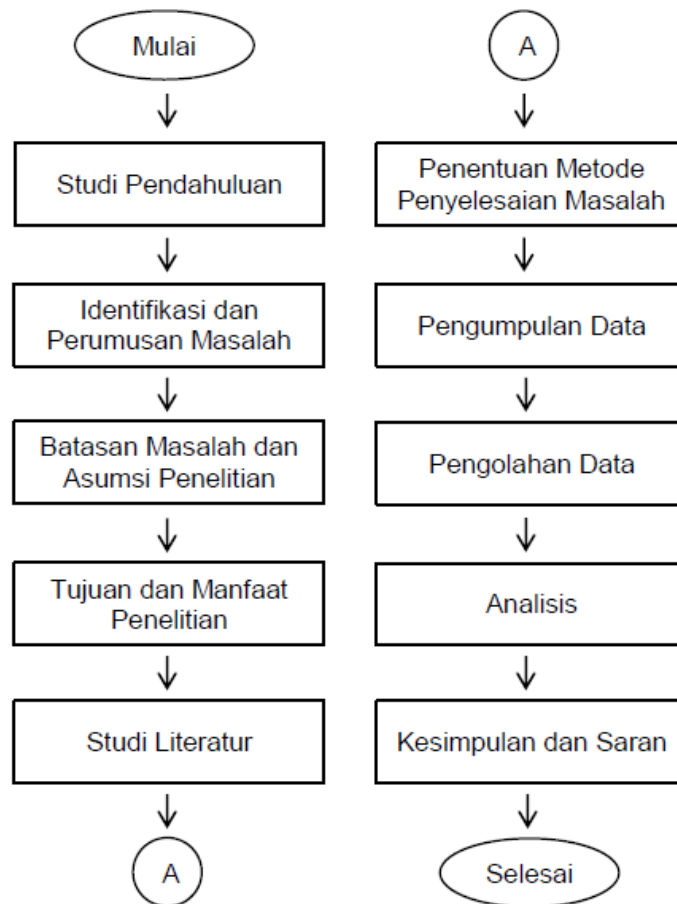 Mulai
Studi Pendahuluan
Identifikasi dan
Perumusan Masalah
Batasan Masalah dan
Asumsi Penelitian
Tujuan dan Manfaat
Penelitian
Studi Literatur
A
A
Penentuan Metode
Penyelesaian Masalah
Pengumpulan Data
Pengolahan Data
Analisis
Kesimpulan dan Saran
Selesai